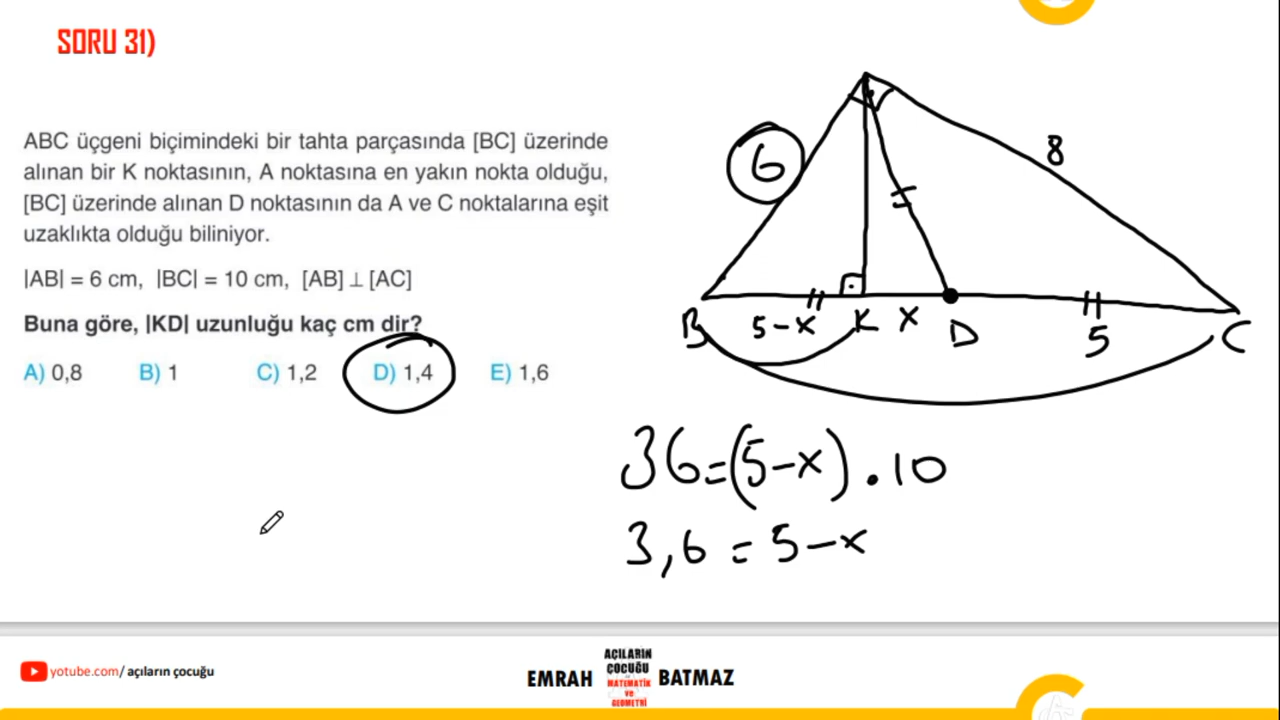 SORU 31)
ABC üçgeni biçimindeki bir tahta parçasında [BC] üzerinde
alınan bir K noktasının, A noktasına en yakın nokta olduğu,
[BC] üzerinde alınan D noktasının da A ve C noktalarına eşit
uzaklıkta olduğu biliniyor.
|AB| = 6 cm, |BC| = 10 cm, [AB] ⊥ [AC]
Buna göre, |KD| uzunluğu kaç cm dir?
A) 0,8 B) 1 C) 1,2 D) 1,4 E) 1,6
6
8
B 5-x K x D 5 C
36=(5-x).10
3,6=5-x
yotube.com/ açıların çocuğu
EMRAH
AÇILARIN
ÇOCUĞU
MATEMATİK
ve
GEOMETRİ
BATMAZ